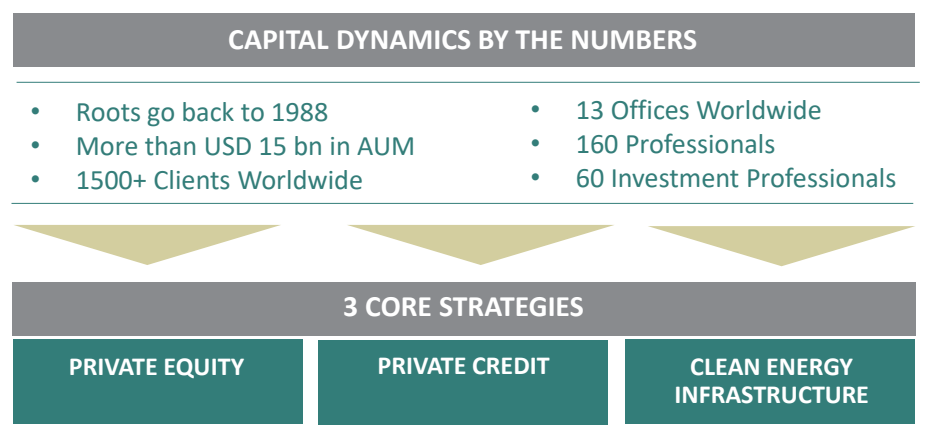 CAPITAL DYNAMICS BY THE NUMBERS
• Roots go back to 1988
• More than USD 15 bn in AUM
• 1500+ Clients Worldwide
• 13 Offices Worldwide
• 160 Professionals
• 60 Investment Professionals
3 CORE STRATEGIES
PRIVATE EQUITY
PRIVATE CREDIT
CLEAN ENERGY
INFRASTRUCTURE